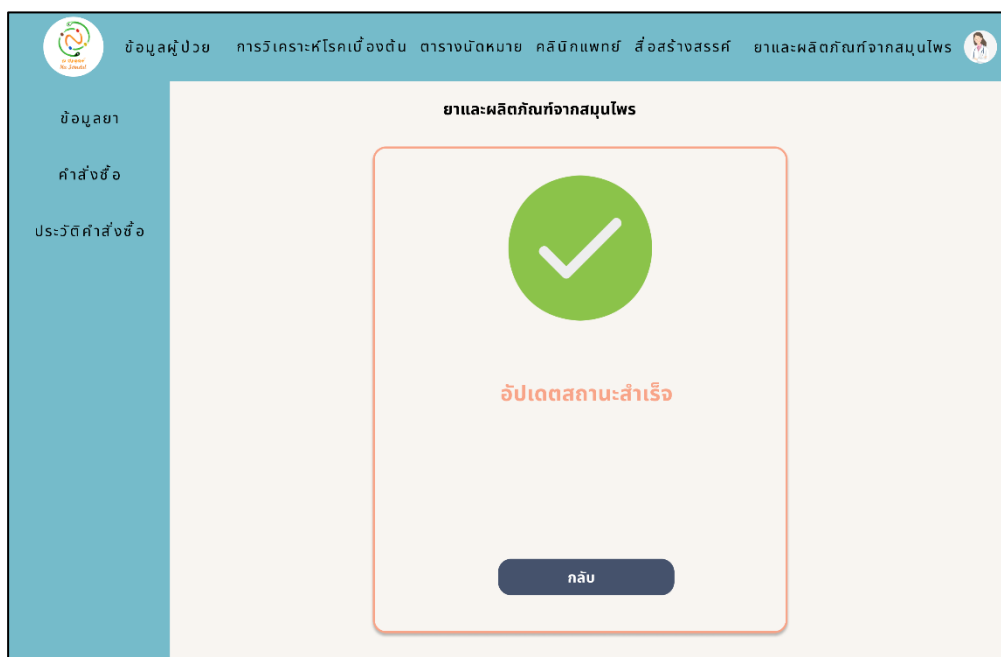 ข้อมูลผู้ป่วย การวิเคราะห์โรคเบื้องต้น ตารางนัดหมาย คลินิกแพทย์ สื่อสร้างสรรค์ ยาและผลิตภัณฑ์จากสมุนไพร
ข้อมูลยา
คำสั่งซื้อ
ประวัติคำสั่งซื้อ
ยาและผลิตภัณฑ์จากสมุนไพร
อัปเดตสถานะสำเร็จ
กลับ